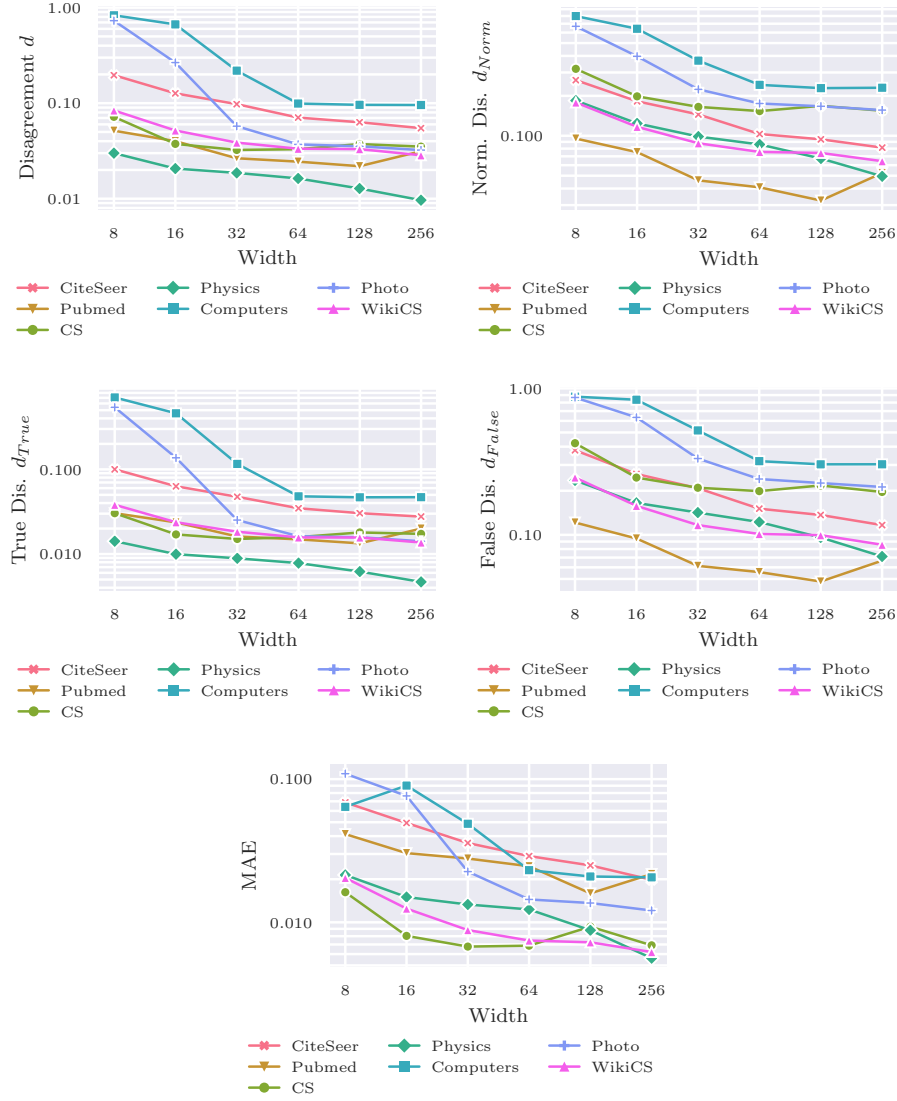 1.00
0.10
0.01
Disagreement d
8 16 32 64 128 256
Width
CiteSeer Physics Photo
Pubmed Computers WikiCS
CS
0.100
Norm. Dis. d_Norm
8 16 32 64 128 256
Width
CiteSeer Physics Photo
Pubmed Computers WikiCS
CS
0.100
0.010
True Dis. d_True
8 16 32 64 128 256
Width
CiteSeer Physics Photo
Pubmed Computers WikiCS
CS
1.00
0.10
False Dis. d_False
8 16 32 64 128 256
Width
CiteSeer Physics Photo
Pubmed Computers WikiCS
CS
0.100
0.010
MAE
8 16 32 64 128 256
Width
CiteSeer Physics Photo
Pubmed Computers WikiCS
CS